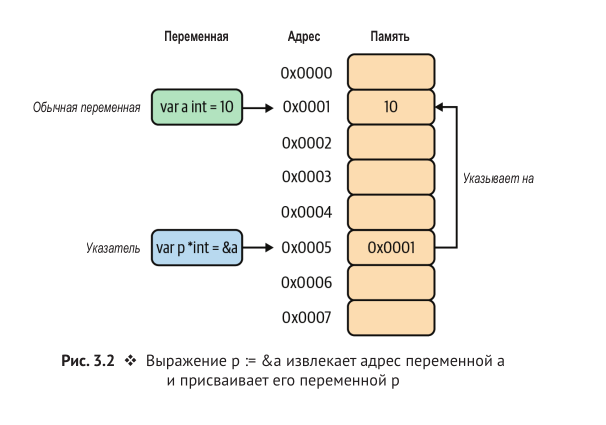 Переменная Адрес Память
0x0000
Обычная переменная var a int = 10 0x0001 10
0x0002
0x0003
Указывает на
0x0004
Указатель var p *int = &a 0x0005 0x0001
0x0006
0x0007
Рис. 3.2 ❖ Выражение p := &a извлекает адрес переменной a
и присваивает его переменной p